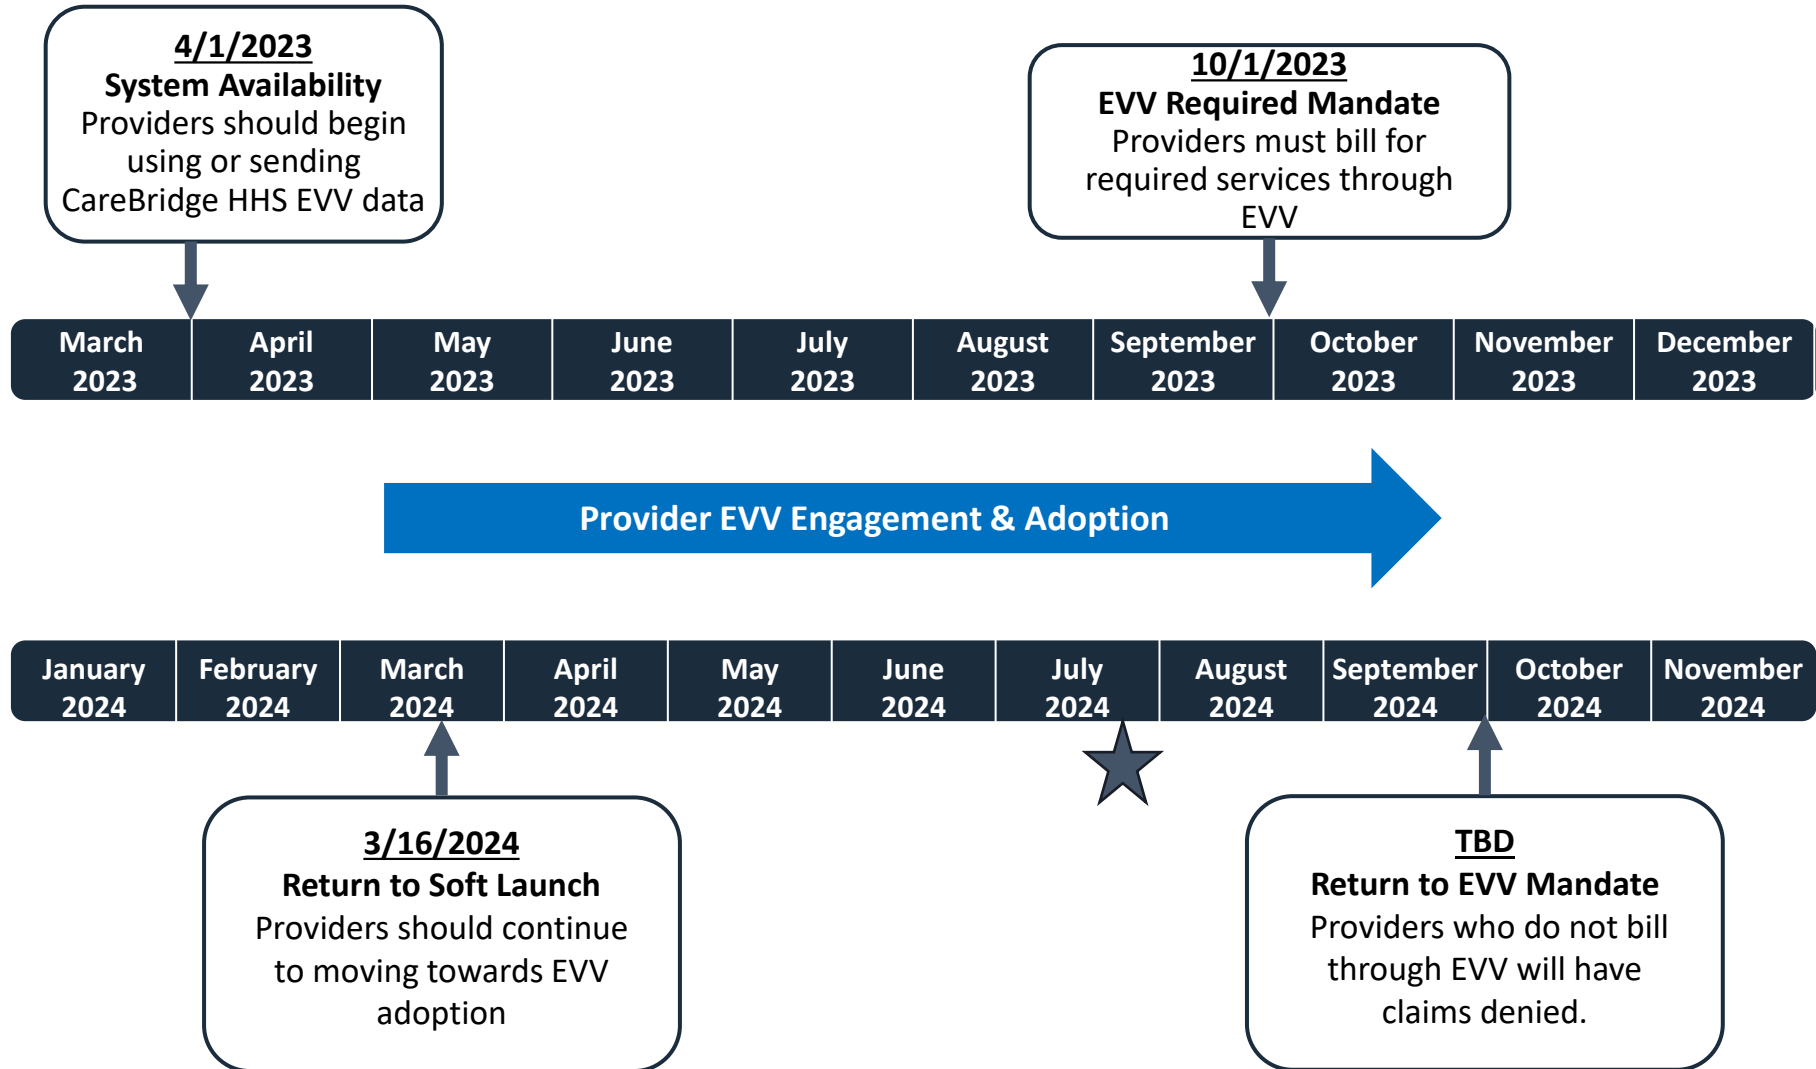 4/1/2023
System Availability
Providers should begin
using or sending
CareBridge HHS EVV data
10/1/2023
EVV Required Mandate
Providers must bill for
required services through
EVV
March
2023
April
2023
May
2023
June
2023
July
2023
August
2023
September
2023
October
2023
November
2023
December
2023
Provider EVV Engagement & Adoption
January
2024
February
2024
March
2024
April
2024
May
2024
June
2024
July
2024
August
2024
September
2024
October
2024
November
2024
3/16/2024
Return to Soft Launch
Providers should continue
to moving towards EVV
adoption
TBD
Return to EVV Mandate
Providers who do not bill
through EVV will have
claims denied.